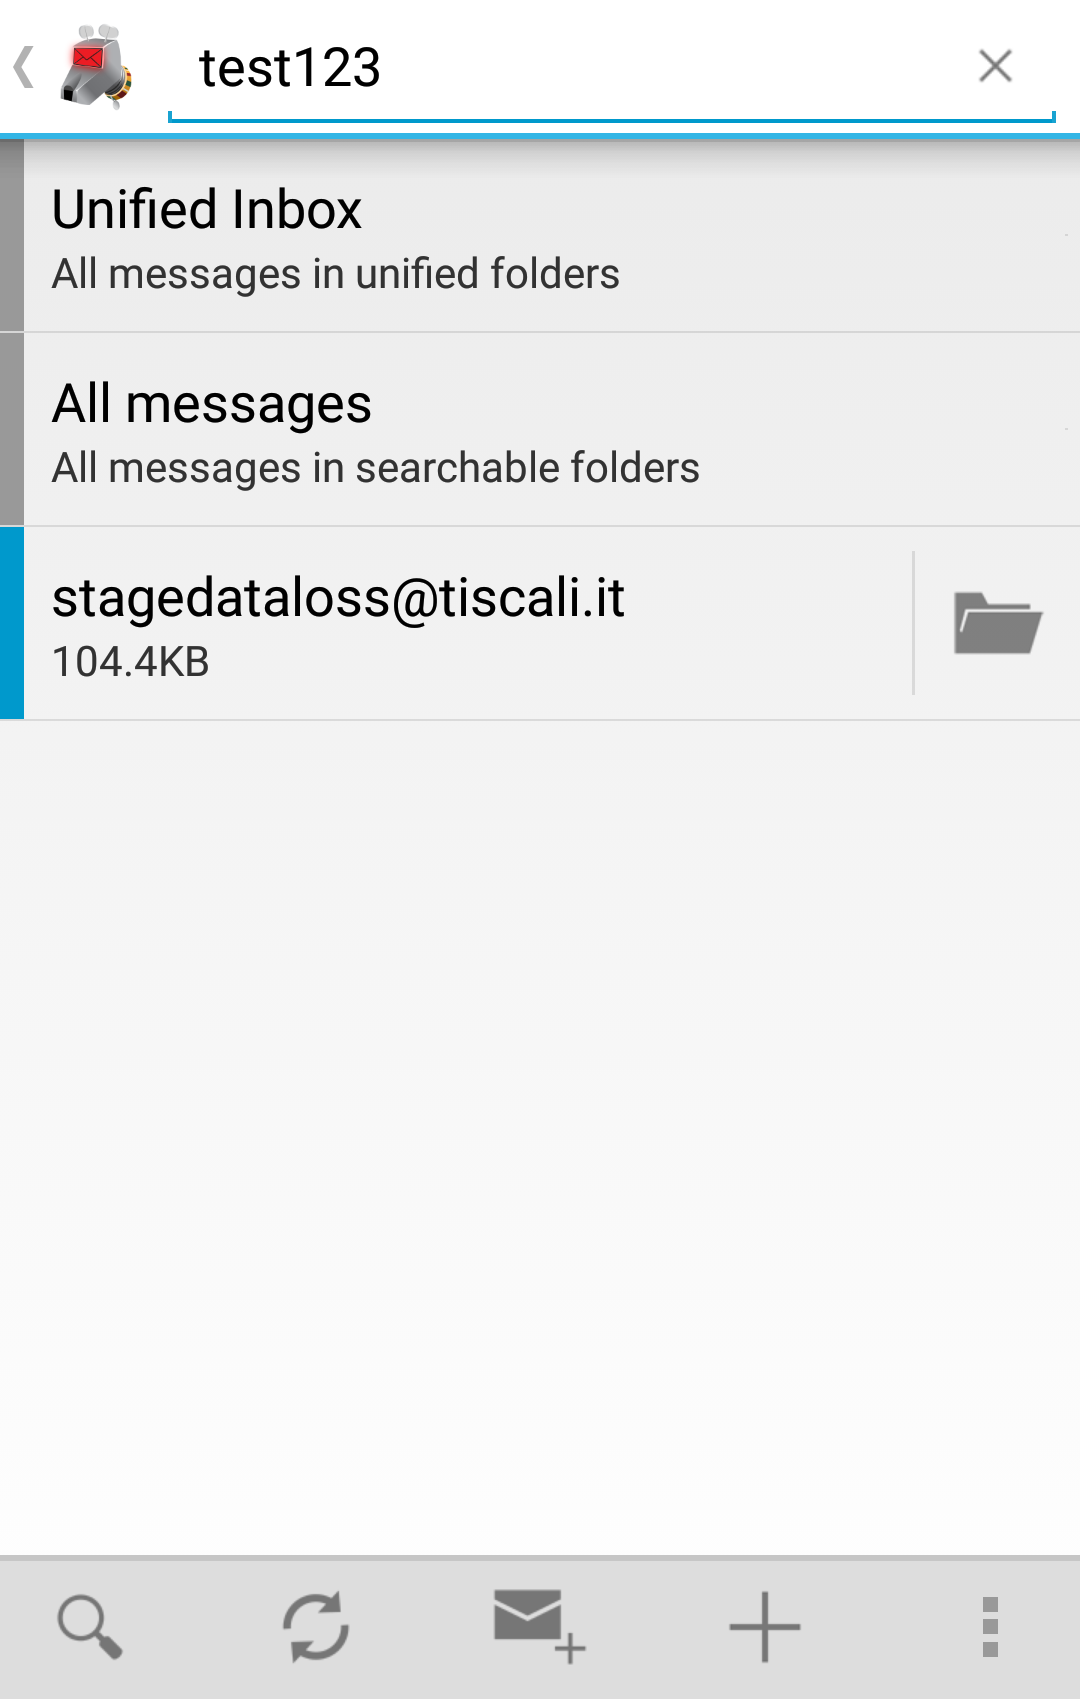 test123
Unified Inbox
All messages in unified folders
All messages
All messages in searchable folders
stagedataloss@tiscali.it
104.4KB